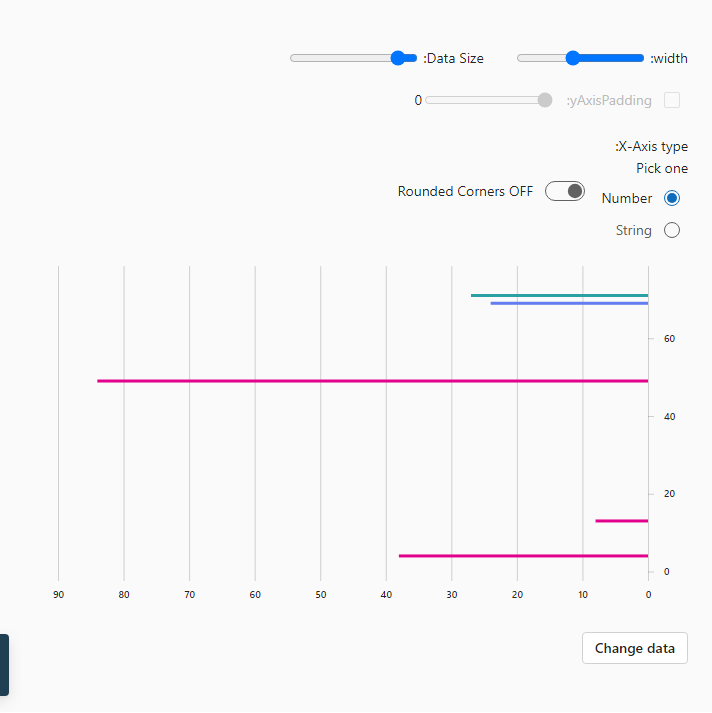 :width
:Data Size
:yAxisPadding
0
:X-Axis type
Pick one
Number
Rounded Corners OFF
String
60
40
20
0
90 80 70 60 50 40 30 20 10 0
Change data